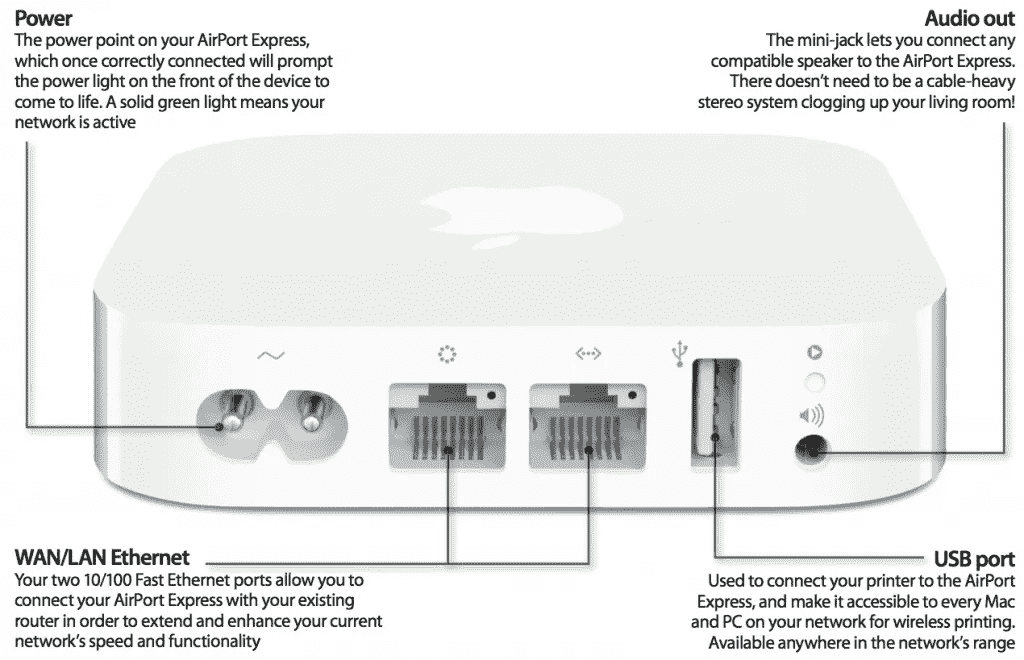 Power
The power point on your AirPort Express,
which once correctly connected will prompt
the power light on the front of the device to
come to life. A solid green light means your
network is active
Audio out
The mini-jack lets you connect any
compatible speaker to the AirPort Express.
There doesn't need to be a cable-heavy
stereo system clogging up your living room!
WAN/LAN Ethernet
Your two 10/100 Fast Ethernet ports allow you to
connect your AirPort Express with your existing
router in order to extend and enhance your current
network's speed and functionality
USB port
Used to connect your printer to the AirPort
Express, and make it accessible to every Mac
and PC on your network for wireless printing.
Available anywhere in the network's range